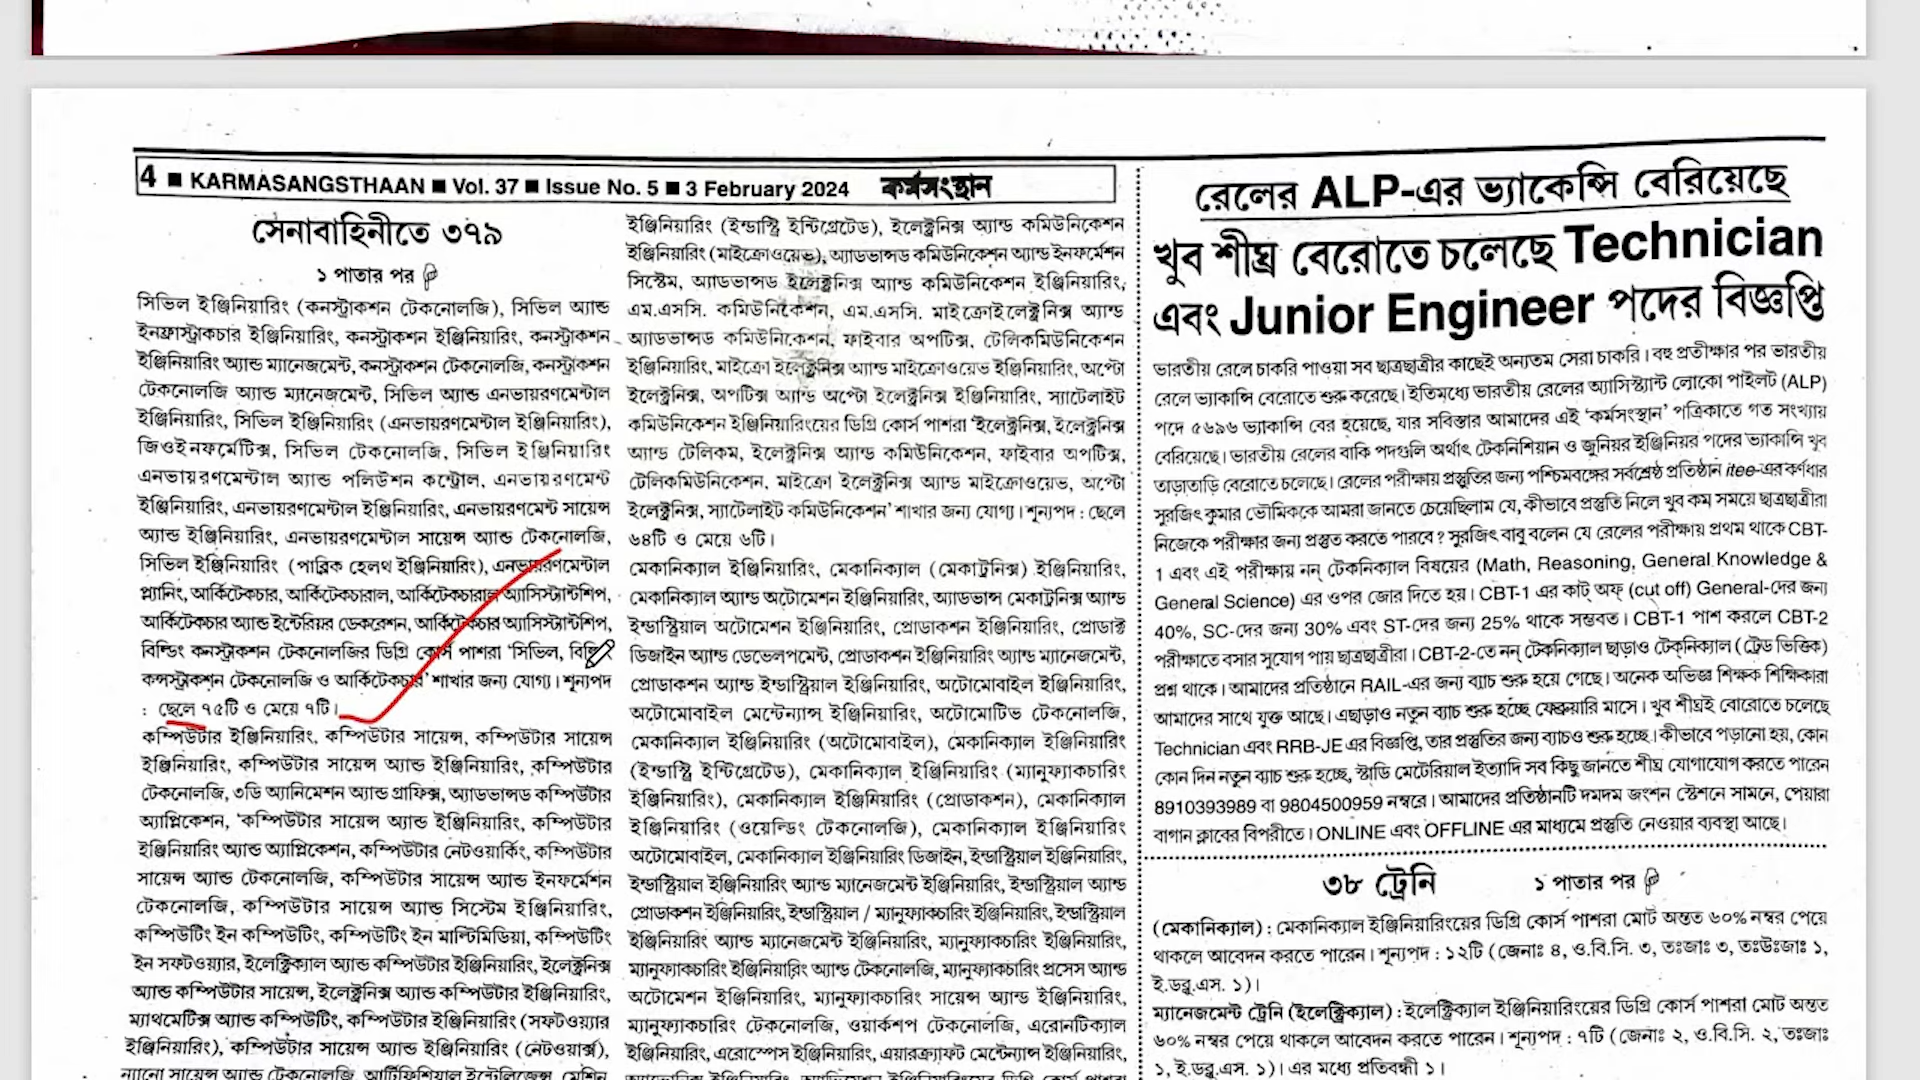 4 ■ KARMASANGSTHAAN ■ Vol. 37 ■ Issue No. 5 ■ 3 February 2024 কর্মসংস্থান
সেনাবাহিনীতে ৩৭৯
১ পাতার পর
সিভিল ইঞ্জিনিয়ারিং (কনস্ট্রাকশন টেকনোলজি), সিভিল অ্যান্ড
ইনফ্রাস্ট্রাকচার ইঞ্জিনিয়ারিং, কনস্ট্রাকশন ইঞ্জিনিয়ারিং, কনস্ট্রাকশন
ইঞ্জিনিয়ারিং অ্যান্ড ম্যানেজমেন্ট, কনস্ট্রাকশন টেকনোলজি, কনস্ট্রাকশন
টেকনোলজি অ্যান্ড ম্যানেজমেন্ট, সিভিল অ্যান্ড এনভায়রণমেন্টাল
ইঞ্জিনিয়ারিং, সিভিল ইঞ্জিনিয়ারিং (এনভায়রণমেন্টাল ইঞ্জিনিয়ারিং),
জিওইনফর্মেটিক্স, সিভিল টেকনোলজি, সিভিল ইঞ্জিনিয়ারিং
এনভায়রণমেন্টাল অ্যান্ড পলিউশন কন্ট্রোল, এনভায়রণমেন্ট
ইঞ্জিনিয়ারিং, এনভায়রণমেন্টাল ইঞ্জিনিয়ারিং, এনভায়রণমেন্ট সায়েন্স
অ্যান্ড ইঞ্জিনিয়ারিং, এনভায়রণমেন্টাল সায়েন্স অ্যান্ড টেকনোলজি,
সিভিল ইঞ্জিনিয়ারিং (পাব্লিক হেলথ ইঞ্জিনিয়ারিং), এনভায়রণমেন্টাল
প্ল্যানিং, আর্কিটেকচার, আর্কিটেকচারাল, আর্কিটেকচারাল অ্যাসিস্ট্যান্টশিপ,
আর্কিটেকচার অ্যান্ড ইন্টেরিয়র ডেকরেশন, আর্কিটেকচার অ্যাসিস্ট্যান্টশিপ,
বিল্ডিং কনস্ট্রাকশন টেকনোলজির ডিগ্রি কোর্স পাশরা ‘সিভিল,
কন্সস্ট্রাকশন টেকনোলজি ও আর্কিটেকচার’ শাখার জন্য যোগ্য। শূন্যপদ
: ছেলে ৭৫টি ও মেয়ে ৭টি।
কম্পিউটার ইঞ্জিনিয়ারিং, কম্পিউটার সায়েন্স, কম্পিউটার সায়েন্স
ইঞ্জিনিয়ারিং, কম্পিউটার সায়েন্স অ্যান্ড ইঞ্জিনিয়ারিং, কম্পিউটার
টেকনোলজি, ৩ডি অ্যানিমেশন অ্যান্ড গ্রাফিক্স, অ্যাডভান্সড কম্পিউটার
অ্যাপ্লিকেশন, ‘কম্পিউটার সায়েন্স অ্যান্ড ইঞ্জিনিয়ারিং, কম্পিউটার
ইঞ্জিনিয়ারিং অ্যান্ড অ্যাপ্লিকেশন, কম্পিউটার নেটওয়ার্কিং, কম্পিউটার
সায়েন্স অ্যান্ড টেকনোলজি, কম্পিউটার সায়েন্স অ্যান্ড ইনফর্মেশন
টেকনোলজি, কম্পিউটার সায়েন্স অ্যান্ড সিস্টেম ইঞ্জিনিয়ারিং,
কম্পিউটিং ইন কম্পিউটিং, কম্পিউটিং ইন মাল্টিমিডিয়া, কম্পিউটিং
ইন সফটওয়্যার, ইলেক্ট্রিক্যাল অ্যান্ড কম্পিউটার ইঞ্জিনিয়ারিং, ইলেক্ট্রনিক্স
অ্যান্ড কম্পিউটার সায়েন্স, ইলেক্ট্রনিক্স অ্যান্ড কম্পিউটার ইঞ্জিনিয়ারিং,
ম্যাথমেটিক্স অ্যান্ড কম্পিউটিং, কম্পিউটার ইঞ্জিনিয়ারিং (সফটওয়্যার
ইঞ্জিনিয়ারিং), কম্পিউটার সায়েন্স অ্যান্ড ইঞ্জিনিয়ারিং (নেটওয়ার্ক্স),
ন্যানো সায়েন্স অ্যান্ড টেকনোলজি, আর্টিফিশিয়াল ইন্টেলিজেন্স, মেশিন
ইঞ্জিনিয়ারিং (ইন্ডাস্ট্রি ইন্টিগ্রেটেড), ইলেক্ট্রনিক্স অ্যান্ড কমিউনিকেশন
ইঞ্জিনিয়ারিং (মাইক্রোওয়েভ), অ্যাডভান্সড কমিউনিকেশন অ্যান্ড ইনফর্মেশন
সিস্টেম, অ্যাডভান্সড ইলেক্ট্রনিক্স অ্যান্ড কমিউনিকেশন ইঞ্জিনিয়ারিং,
এম.এসসি. কমিউনিকেশন, এম.এসসি. মাইক্রোইলেক্ট্রনিক্স অ্যান্ড
অ্যাডভান্সড কমিউনিকেশন, ফাইবার অপটিক্স, টেলিকমিউনিকেশন
ইঞ্জিনিয়ারিং, মাইক্রো ইলেক্ট্রনিক্স অ্যান্ড মাইক্রোওয়েভ ইঞ্জিনিয়ারিং, অপ্টো
ইলেক্ট্রনিক্স, অপটিক্স অ্যান্ড অপ্টো ইলেক্ট্রনিক্স ইঞ্জিনিয়ারিং, স্যাটেলাইট
কমিউনিকেশন ইঞ্জিনিয়ারিংয়ের ডিগ্রি কোর্স পাশরা ‘ইলেক্ট্রনিক্স, ইলেক্ট্রনিক্স
অ্যান্ড টেলিকম, ইলেক্ট্রনিক্স অ্যান্ড কমিউনিকেশন, ফাইবার অপটিক্স,
টেলিকমিউনিকেশন, মাইক্রো ইলেক্ট্রনিক্স অ্যান্ড মাইক্রোওয়েভ, অপ্টো
ইলেক্ট্রনিক্স, স্যাটেলাইট কমিউনিকেশন’ শাখার জন্য যোগ্য। শূন্যপদ : ছেলে
৬৪টি ও মেয়ে ৬টি।
মেকানিক্যাল ইঞ্জিনিয়ারিং, মেকানিক্যাল (মেকাট্রনিক্স) ইঞ্জিনিয়ারিং,
মেকানিক্যাল অ্যান্ড অটোমেশন ইঞ্জিনিয়ারিং, অ্যাডভান্স মেকাট্রনিক্স অ্যান্ড
ইন্ডাস্ট্রিয়াল অটোমেশন ইঞ্জিনিয়ারিং, প্রোডাকশন ইঞ্জিনিয়ারিং, প্রোডাক্ট
ডিজাইন অ্যান্ড ডেভেলপমেন্ট, প্রোডাকশন ইঞ্জিনিয়ারিং অ্যান্ড ম্যানেজমেন্ট,
প্রোডাকশন অ্যান্ড ইন্ডাস্ট্রিয়াল ইঞ্জিনিয়ারিং, অটোমোবাইল ইঞ্জিনিয়ারিং,
অটোমোবাইল মেন্টেন্যান্স ইঞ্জিনিয়ারিং, অটোমোটিভ টেকনোলজি,
মেকানিক্যাল ইঞ্জিনিয়ারিং (অটোমোবাইল), মেকানিক্যাল ইঞ্জিনিয়ারিং
(ইন্ডাস্ট্রি ইন্টিগ্রেটেড), মেকানিক্যাল ইঞ্জিনিয়ারিং (ম্যানুফ্যাকচারিং
ইঞ্জিনিয়ারিং), মেকানিক্যাল ইঞ্জিনিয়ারিং (প্রোডাকশন), মেকানিক্যাল
ইঞ্জিনিয়ারিং (ওয়েল্ডিং টেকনোলজি), মেকানিক্যাল ইঞ্জিনিয়ারিং
অটোমোবাইল, মেকানিক্যাল ইঞ্জিনিয়ারিং ডিজাইন, ইন্ডাস্ট্রিয়াল ইঞ্জিনিয়ারিং,
ইন্ডাস্ট্রিয়াল ইঞ্জিনিয়ারিং অ্যান্ড ম্যানেজমেন্ট ইঞ্জিনিয়ারিং, ইন্ডাস্ট্রিয়াল অ্যান্ড
প্রোডাকশন ইঞ্জিনিয়ারিং, ইন্ডাস্ট্রিয়াল / ম্যানুফ্যাকচারিং ইঞ্জিনিয়ারিং, ইন্ডাস্ট্রিয়াল
ইঞ্জিনিয়ারিং অ্যান্ড ম্যানেজমেন্ট ইঞ্জিনিয়ারিং, ম্যানুফ্যাকচারিং ইঞ্জিনিয়ারিং,
ম্যানুফ্যাকচারিং ইঞ্জিনিয়ারিং অ্যান্ড টেকনোলজি, ম্যানুফ্যাকচারিং প্রসেস অ্যান্ড
অটোমেশন ইঞ্জিনিয়ারিং, ম্যানুফ্যাকচারিং সায়েন্স অ্যান্ড ইঞ্জিনিয়ারিং,
ম্যানুফ্যাকচারিং টেকনোলজি, ওয়ার্কশপ টেকনোলজি, এরোনটিক্যাল
ইঞ্জিনিয়ারিং, এরোস্পেস ইঞ্জিনিয়ারিং, এয়ারক্র্যাফট মেন্টেন্যান্স ইঞ্জিনিয়ারিং,
রেলের ALP-এর ভ্যাকেন্সি বেরিয়েছে
খুব শীঘ্র বেরোতে চলেছে Technician
এবং Junior Engineer পদের বিজ্ঞপ্তি
ভারতীয় রেলে চাকরি পাওয়া সব ছাত্রছাত্রীর কাছেই অন্যতম সেরা চাকরি। বহু প্রতীক্ষার পর ভারতীয়
রেলে ভ্যাকান্সি বেরোতে শুরু করেছে। ইতিমধ্যে ভারতীয় রেলের অ্যাসিস্ট্যান্ট লোকো পাইলট (ALP)
পদে ৫৬৯৬ ভ্যাকান্সি বের হয়েছে, যার সবিস্তার আমাদের এই ‘কর্মসংস্থান’ পত্রিকাতে গত সংখ্যায়
বেরিয়েছে। ভারতীয় রেলের বাকি পদগুলি অর্থাৎ টেকনিশিয়ান ও জুনিয়র ইঞ্জিনিয়র পদের ভ্যাকান্সি খুব
তাড়াতাড়ি বেরোতে চলেছে। রেলের পরীক্ষায় প্রস্তুতির জন্য পশ্চিমবঙ্গের সর্বশ্রেষ্ঠ প্রতিষ্ঠান itee-এর কর্ণধার
সুরজিৎ কুমার ভৌমিককে আমরা জানতে চেয়েছিলাম যে, কীভাবে প্রস্তুতি নিলে খুব কম সময়ে ছাত্রছাত্রীরা
নিজেকে পরীক্ষার জন্য প্রস্তুত করতে পারবে ? সুরজিৎ বাবু বলেন যে রেলের পরীক্ষায় প্রথম থাকে CBT-
1 এবং এই পরীক্ষায় নন্ টেকনিক্যাল বিষয়ের (Math, Reasoning, General Knowledge &
General Science) এর ওপর জোর দিতে হয়। CBT-1 এর কাট্ অফ্ (cut off) General-দের জন্য
40%, SC-দের জন্য 30% এবং ST-দের জন্য 25% থাকে সম্ভবত। CBT-1 পাশ করলে CBT-2
পরীক্ষাতে বসার সুযোগ পায় ছাত্রছাত্রীরা। CBT-2-তে নন্ টেকনিক্যাল ছাড়াও টেক্‌নিক্যাল (ট্রেড ভিত্তিক)
প্রশ্ন থাকে। আমাদের প্রতিষ্ঠানে RAIL-এর জন্য ব্যাচ শুরু হয়ে গেছে। অনেক অভিজ্ঞ শিক্ষক শিক্ষিকারা
আমাদের সাথে যুক্ত আছে। এছাড়াও নতুন ব্যাচ শুরু হচ্ছে ফেব্রুয়ারি মাসে। খুব শীঘ্রই বোরোতে চলেছে
Technician এবং RRB-JE এর বিজ্ঞপ্তি, তার প্রস্তুতির জন্য ব্যাচও শুরু হচ্ছে। কীভাবে পড়ানো হয়, কোন
কোন দিন নতুন ব্যাচ শুরু হচ্ছে, স্টাডি মেটেরিয়াল ইত্যাদি সব কিছু জানতে শীঘ্র যোগাযোগ করতে পারেন
8910393989 বা 9804500959 নম্বরে। আমাদের প্রতিষ্ঠানটি দমদম জংশন স্টেশনে সামনে, পেয়ারা
বাগান ক্লাবের বিপরীতে। ONLINE এবং OFFLINE এর মাধ্যমে প্রস্তুতি নেওয়ার ব্যবস্থা আছে।
৩৮ ট্রেনি ১ পাতার পর
(মেকানিক্যাল) : মেকানিক্যাল ইঞ্জিনিয়ারিংয়ের ডিগ্রি কোর্স পাশরা মোট অন্তত ৬০% নম্বর পেয়ে
থাকলে আবেদন করতে পারেন। শূন্যপদ : ১২টি (জেনাঃ ৪, ও.বি.সি. ৩, তঃজাঃ ৩, তঃউঃজাঃ ১,
ই.ডব্লু.এস. ১)।
ম্যানেজমেন্ট ট্রেনি (ইলেক্ট্রিক্যাল) : ইলেক্ট্রিক্যাল ইঞ্জিনিয়ারিংয়ের ডিগ্রি কোর্স পাশরা মোট অন্তত
৬০% নম্বর পেয়ে থাকলে আবেদন করতে পারেন। শূন্যপদ : ৭টি (জেনাঃ ২, ও.বি.সি. ২, তঃজাঃ
১, ই.ডব্লু.এস. ১)। এর মধ্যে প্রতিবন্ধী ১।